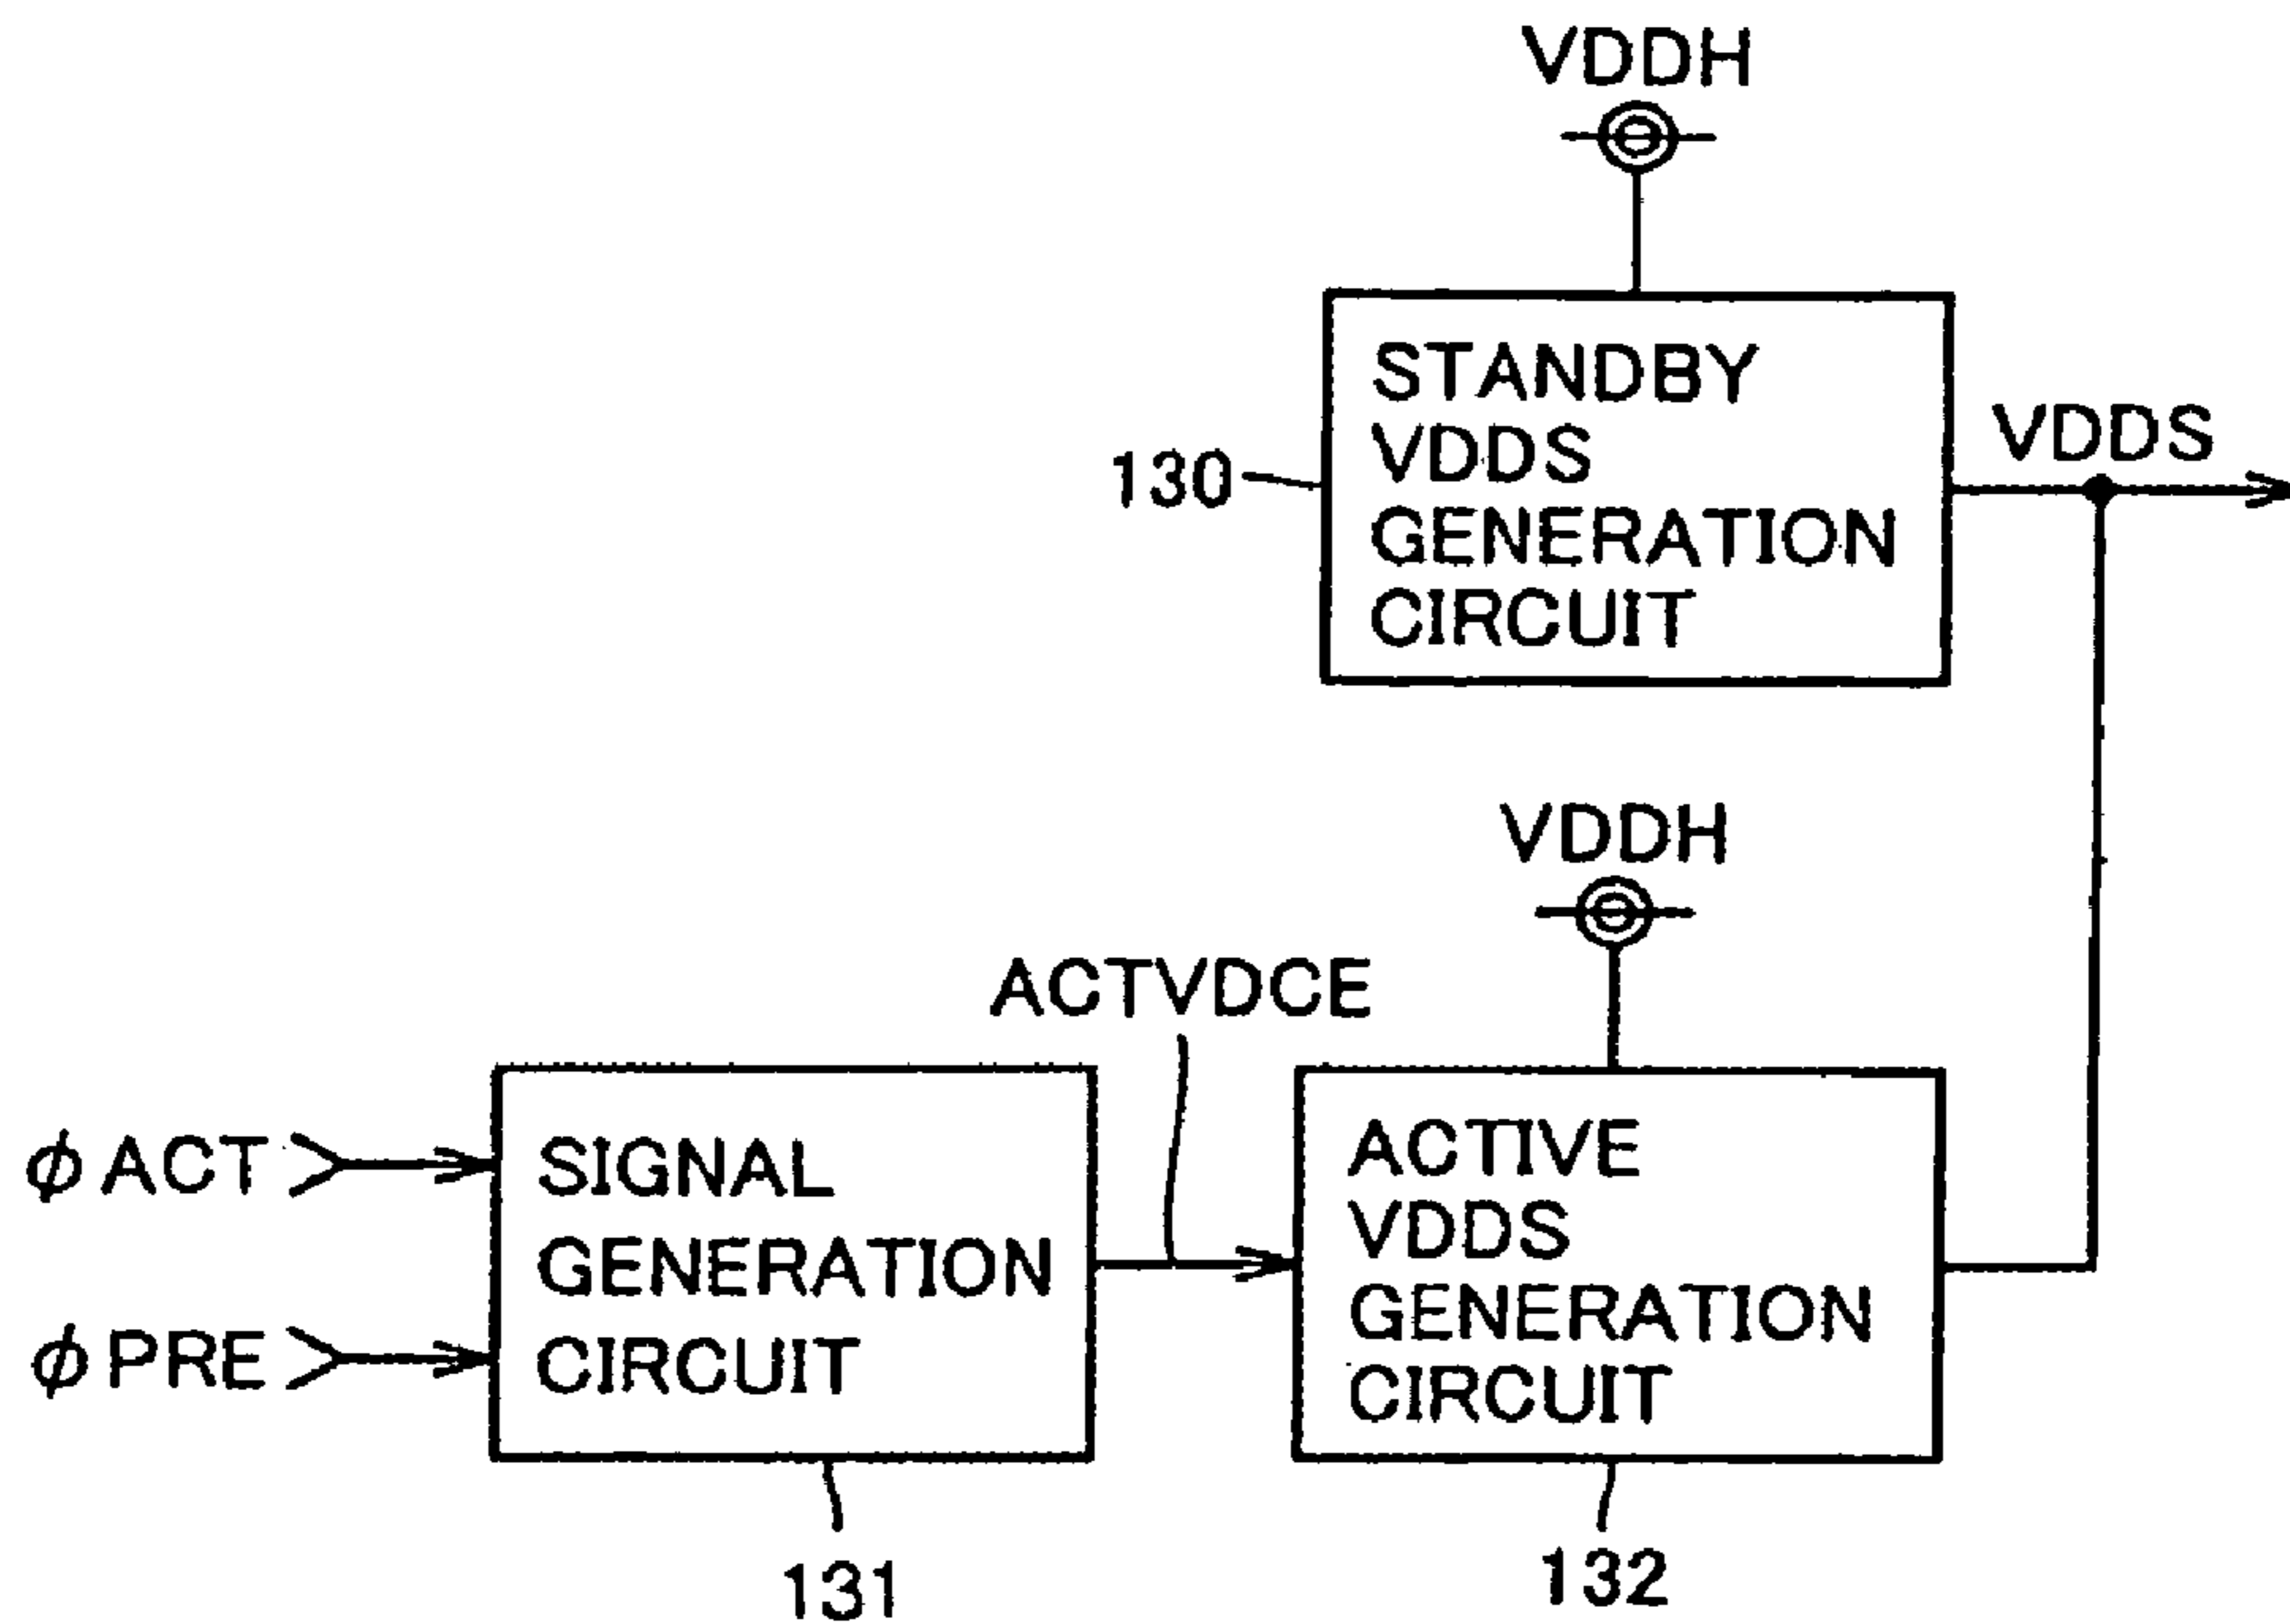 VDDH
STANDBY
VDDS
GENERATION
CIRCUIT
130
VDDS
VDDH
ACTVDCE
φACT
φPRE
SIGNAL
GENERATION
CIRCUIT
ACTIVE
VDDS
GENERATION
CIRCUIT
131
132